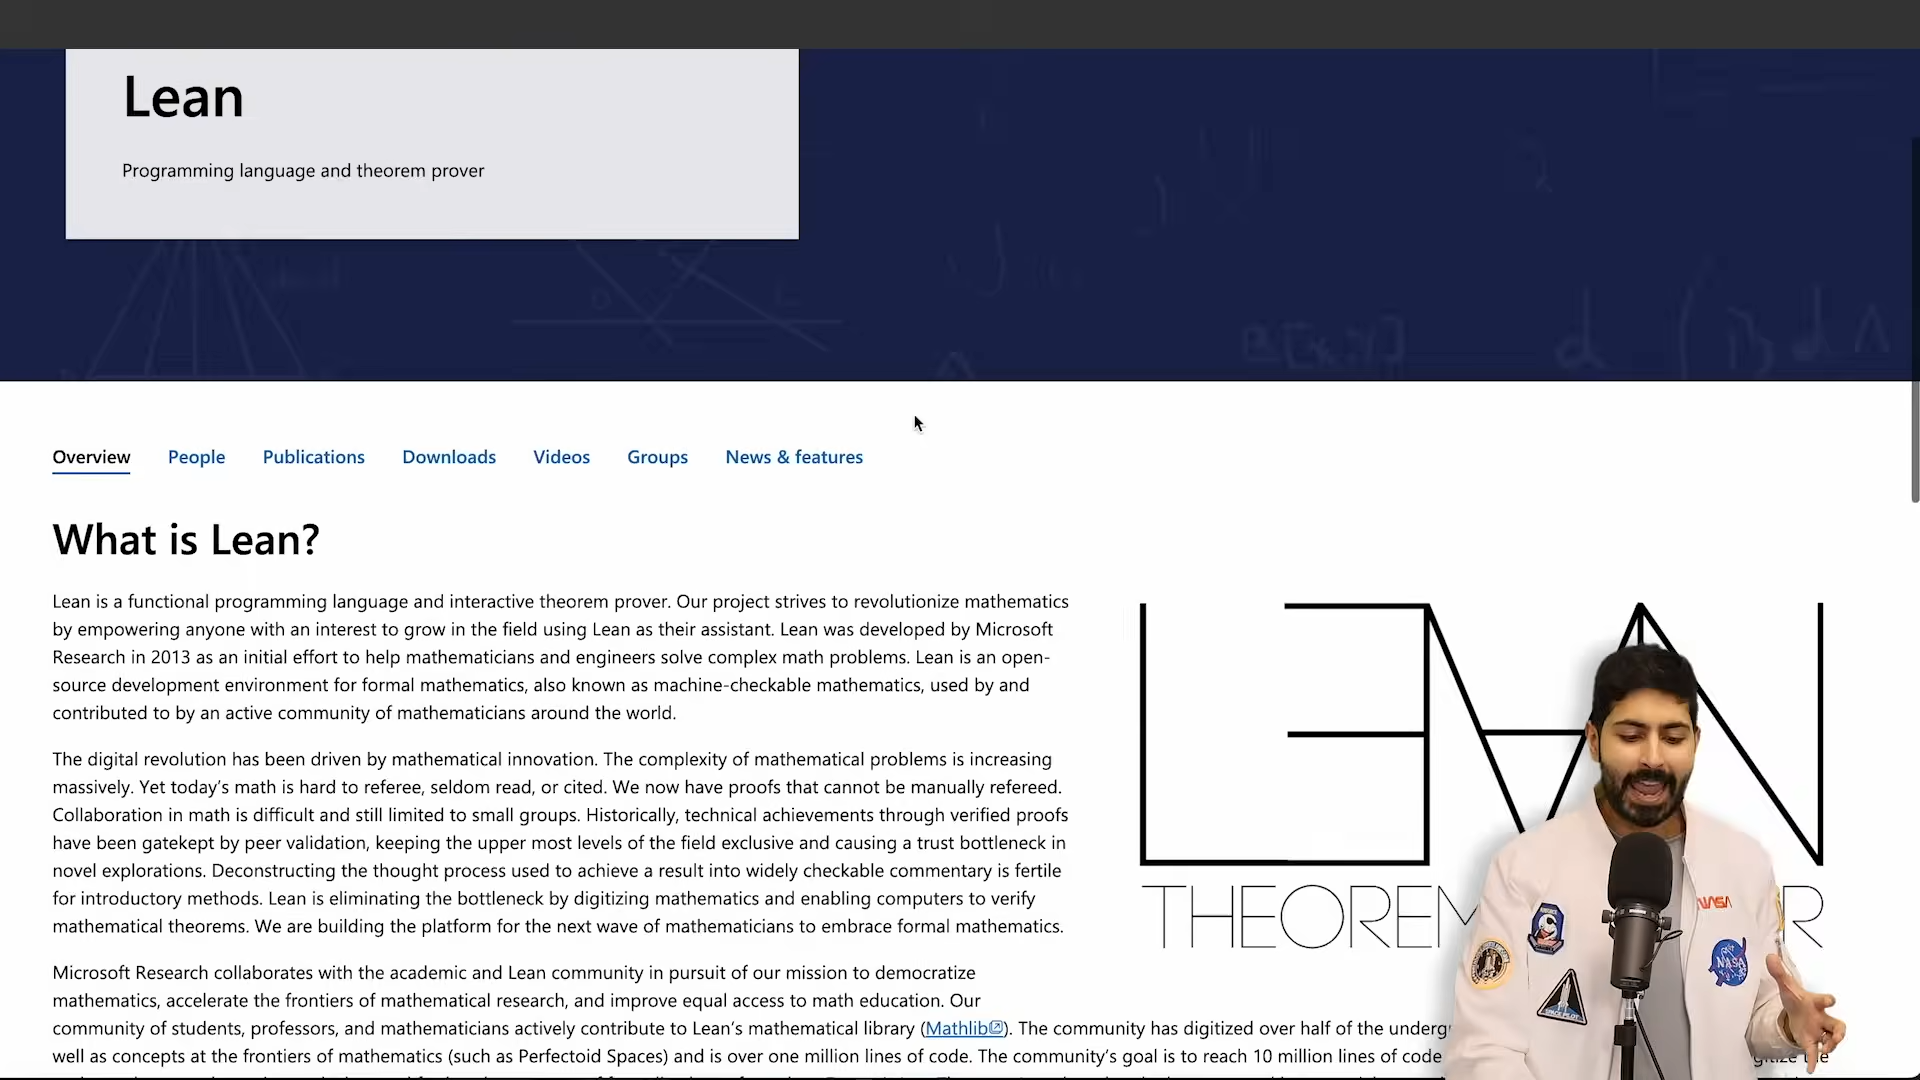 Lean
Programming language and theorem prover
Overview People Publications Downloads Videos Groups News & features
What is Lean?
Lean is a functional programming language and interactive theorem prover. Our project strives to revolutionize mathematics
by empowering anyone with an interest to grow in the field using Lean as their assistant. Lean was developed by Microsoft
Research in 2013 as an initial effort to help mathematicians and engineers solve complex math problems. Lean is an open-
source development environment for formal mathematics, also known as machine-checkable mathematics, used by and
contributed to by an active community of mathematicians around the world.
The digital revolution has been driven by mathematical innovation. The complexity of mathematical problems is increasing
massively. Yet today’s math is hard to referee, seldom read, or cited. We now have proofs that cannot be manually refereed.
Collaboration in math is difficult and still limited to small groups. Historically, technical achievements through verified proofs
have been gatekept by peer validation, keeping the upper most levels of the field exclusive and causing a trust bottleneck in
novel explorations. Deconstructing the thought process used to achieve a result into widely checkable commentary is fertile
for introductory methods. Lean is eliminating the bottleneck by digitizing mathematics and enabling computers to verify
mathematical theorems. We are building the platform for the next wave of mathematicians to embrace formal mathematics.
Microsoft Research collaborates with the academic and Lean community in pursuit of our mission to democratize
mathematics, accelerate the frontiers of mathematical research, and improve equal access to math education. Our
community of students, professors, and mathematicians actively contribute to Lean’s mathematical library (Mathlib). The community has digitized over half of the
well as concepts at the frontiers of mathematics (such as Perfectoid Spaces) and is over one million lines of code. The community’s goal is to reach 10 million lines of code
L∃∀N
THEOREM
NASA
NASA